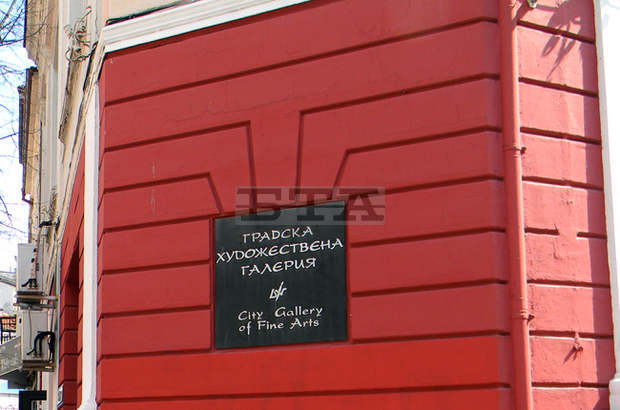 БТА
ГРАДСКА
ХУДОЖЕСТВЕНА
ГАЛЕРИЯ
City Gallery
of Fine Arts